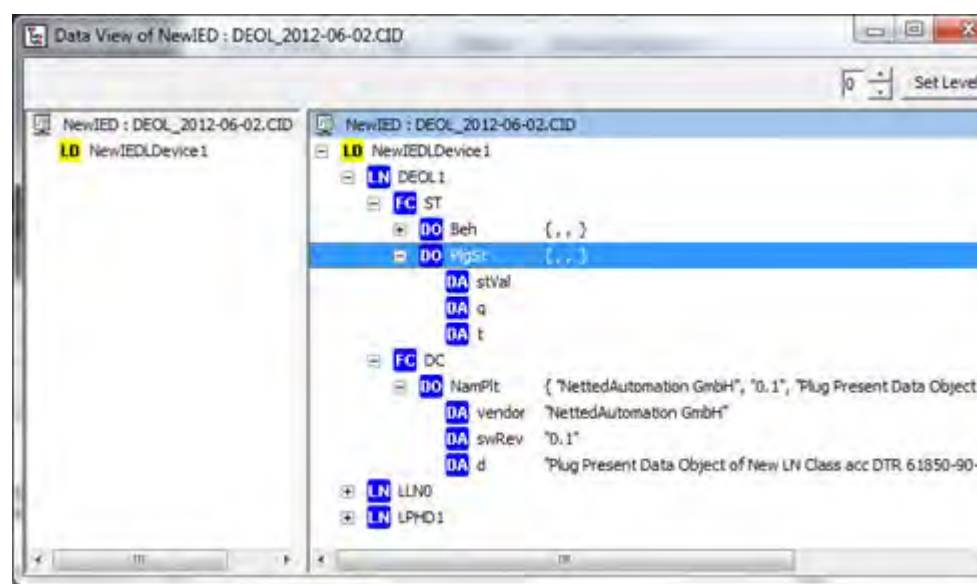 Data View of NewIED : DEOL_2012-06-02.CID
0 Set Leve
NewIED : DEOL_2012-06-02.CID
LD NewIEDLDevice1
NewIED : DEOL_2012-06-02.CID
LD NewIEDLDevice1
LN DEOL1
FC ST
DO Beh { , , }
DO PlgSt { , , }
DA stVal
DA q
DA t
FC DC
DO NamPlt { "NettedAutomation GmbH", "0.1", "Plug Present Data Object
DA vendor "NettedAutomation GmbH"
DA swRev "0.1"
DA d "Plug Present Data Object of New LN Class acc DTR 61850-90-
LN LLN0
LN LPHD1